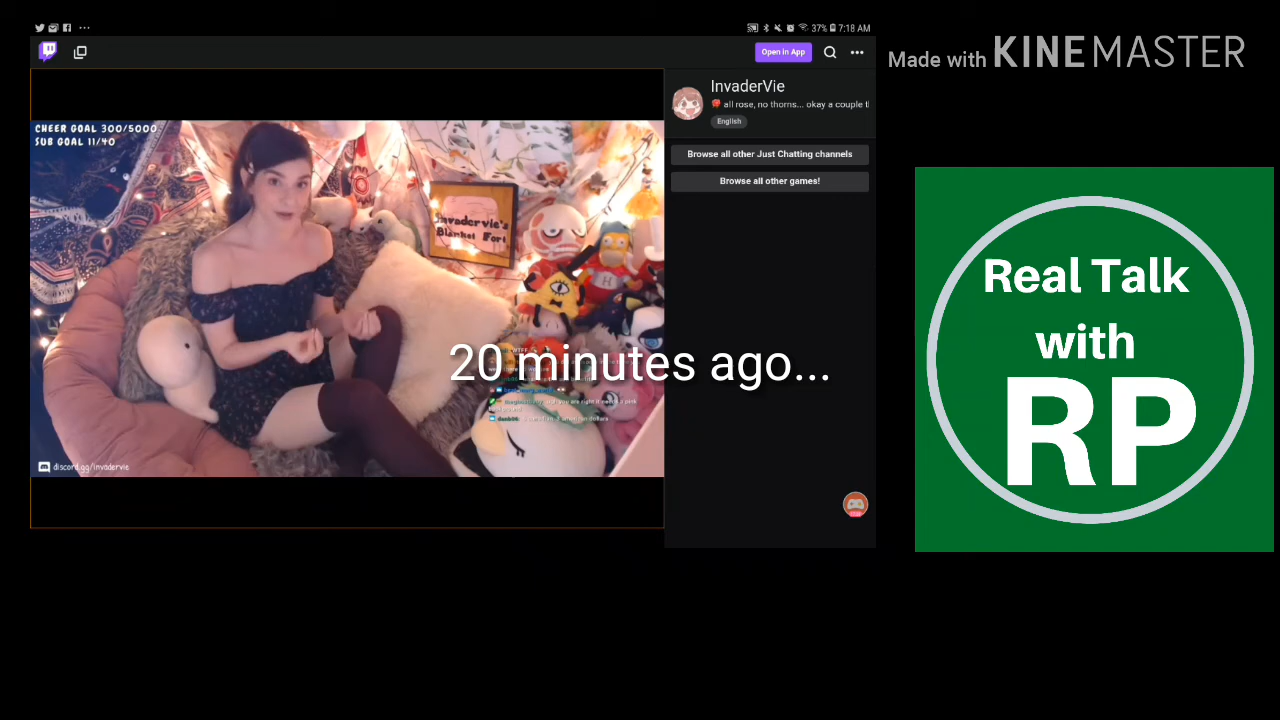 37% 7:18 AM
Made with KINEMASTER
Open in App
InvaderVie
all rose, no thorns... okay a couple t
English
Browse all other Just Chatting channels
Browse all other games!
CHEER GOAL 300/5000
SUB GOAL 11/40
Invadervie's
Blanket Fort
20 minutes ago...
discord.gg/invadervie
Real Talk
with
RP